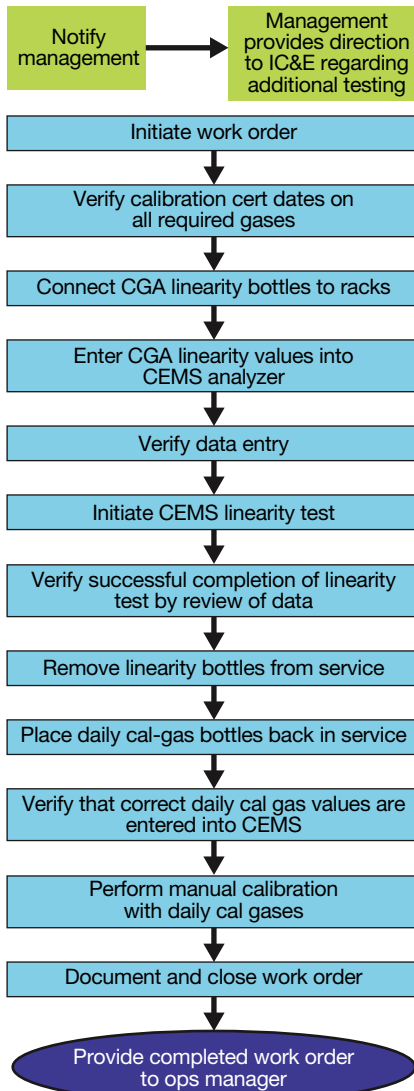 Notify
management
Management
provides direction
to IC&E regarding
additional testing
Initiate work order
Verify calibration cert dates on
all required gases
Connect CGA linearity bottles to racks
Enter CGA linearity values into
CEMS analyzer
Verify data entry
Initiate CEMS linearity test
Verify successful completion of linearity
test by review of data
Remove linearity bottles from service
Place daily cal-gas bottles back in service
Verify that correct daily cal gas values are
entered into CEMS
Perform manual calibration
with daily cal gases
Document and close work order
Provide completed work order
to ops manager